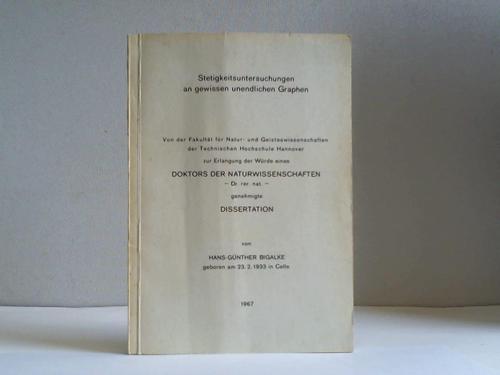 Stetigkeitsuntersuchungen
an gewissen unendlichen Graphen
Von der Fakultät für Natur- und Geisteswissenschaften
der Technischen Hochschule Hannover
zur Erlangung der Würde eines
DOKTORS DER NATURWISSENSCHAFTEN
– Dr. rer. nat. –
genehmigte
DISSERTATION
von
HANS-GÜNTHER BIGALKE
geboren am 23. 2. 1933 in Celle
1967